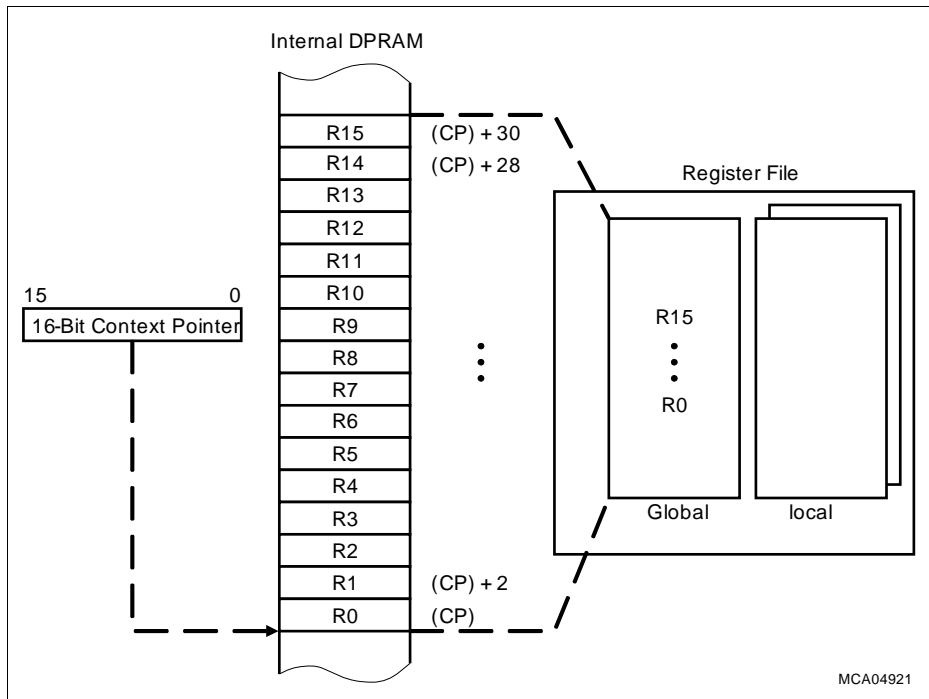 Internal DPRAM
R15 (CP) + 30
R14 (CP) + 28
R13
R12
R11
R10
R9
R8
R7
R6
R5
R4
R3
R2
R1 (CP) + 2
R0 (CP)
15 0
16-Bit Context Pointer
Register File
R15
R0
Global
local
MCA04921